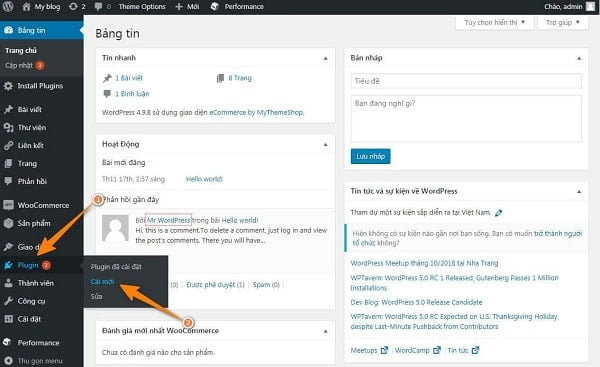 My blog
2
0
Theme Options
Mới
Performance
Chào, admin
Bảng tin
Trang chủ
Cập nhật 3
Install Plugins
Bài viết
Thư viện
Liên kết
Trang
Phản hồi
WooCommerce
Sản phẩm
Giao
Plugin 2
Thành viên
Công cụ
Cài đặt
Performance
Thu gọn menu
Plugin đã cài đặt
Cài mới
Sửa
Tùy chọn hiển thị
Trợ giúp
Bảng tin
Tin nhanh
1 Bài viết
8 Trang
1 Bình luận
WordPress 4.9.8 sử dụng giao diện eCommerce by MyThemeShop.
Hoạt Động
Bài mới đăng
Th11 17th, 2:57 sáng Hello world!
Phản hồi gần đây
Bởi Mr WordPress trong bài Hello world!
Hi, this is a comment.To delete a comment, just log in and
view the post's comments. There you will have...
(0) | Được phê duyệt (1) | Spam (0) |
(0)
Đánh giá mới nhất WooCommerce
Chưa có đánh giá nào cho sản phẩm.
Bản nháp
Tiêu đề
Bạn đang nghĩ gì?
Lưu nháp
Tin tức và sự kiện về WordPress
Tham dự một sự kiện sắp diễn ra tại Việt Nam.
Hiện không có sự kiện nào gần nơi bạn sống. Bạn có muốn trở thành người
tổ chức không?
WordPress Meetup tháng 10/2018 tại Nha Trang
WPTavern: WordPress 5.0 RC 1 Released, Gutenberg Passes 1 Million
Installations
Dev Blog: WordPress 5.0 Release Candidate
WPTavern: WordPress 5.0 RC Expected on U.S. Thanksgiving Holiday,
despite Last-Minute Pushback from Contributors
Meetups | WordCamp | Tin tức
1
2